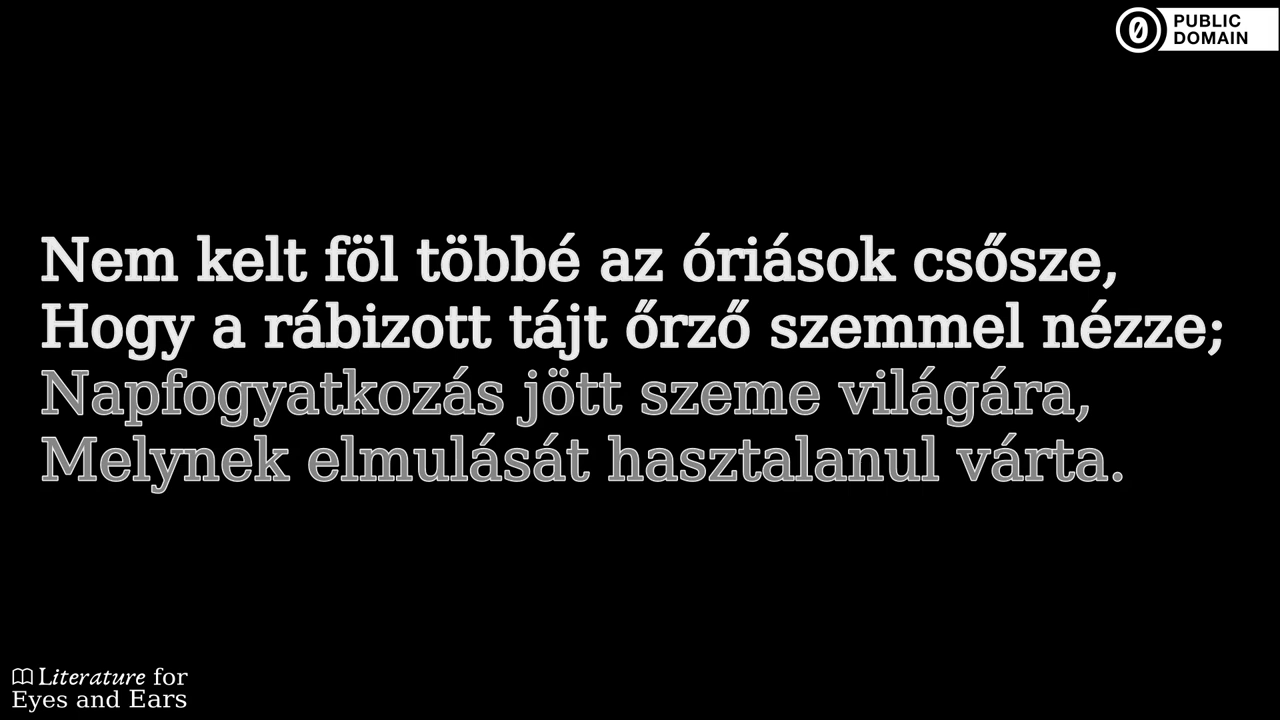 PUBLIC
DOMAIN
Nem kelt föl többé az óriások csősze,
Hogy a rábizott tájt őrző szemmel nézze;
Napfogyatkozás jött szeme világára,
Melynek elmulását hasztalanul várta.
Literature for
Eyes and Ears